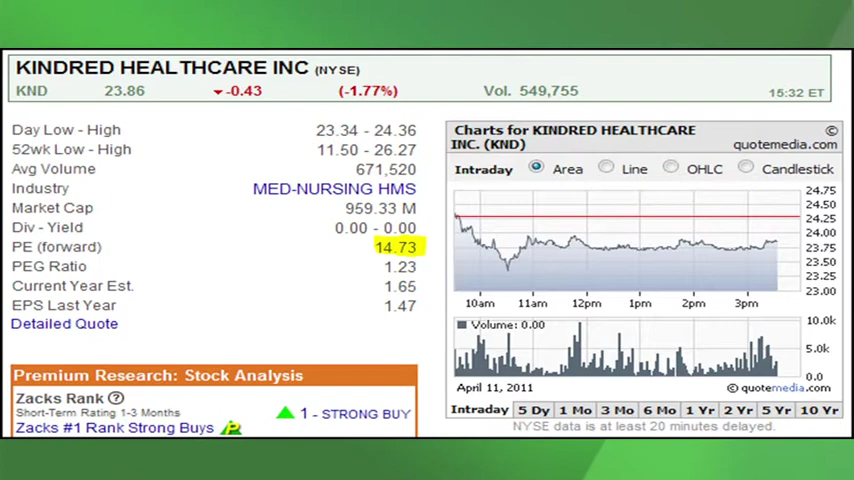 KINDRED HEALTHCARE INC (NYSE)
KND 23.86 -0.43 (-1.77%) Vol. 549,755 15:32 ET
Day Low - High 23.34 - 24.36
52wk Low - High 11.50 - 26.27
Avg Volume 671,520
Industry MED-NURSING HMS
Market Cap 959.33 M
Div - Yield 0.00 - 0.00
PE (forward) 14.73
PEG Ratio 1.23
Current Year Est. 1.65
EPS Last Year 1.47
Detailed Quote
Premium Research: Stock Analysis
Zacks Rank ?
Short-Term Rating 1-3 Months
1 - STRONG BUY
Zacks #1 Rank Strong Buys P
Charts for KINDRED HEALTHCARE ©
INC. (KND) quotemedia.com
Intraday Area Line OHLC Candlestick
24.75
24.50
24.25
24.00
23.75
23.50
23.25
23.00
10am 11am 12pm 1pm 2pm 3pm
Volume: 0.00
10.0k
5.0k
0.0
April 11, 2011 © quotemedia.com
Intraday 5 Dy 1 Mo 3 Mo 6 Mo 1 Yr 2 Yr 5 Yr 10 Yr
NYSE data is at least 20 minutes delayed.